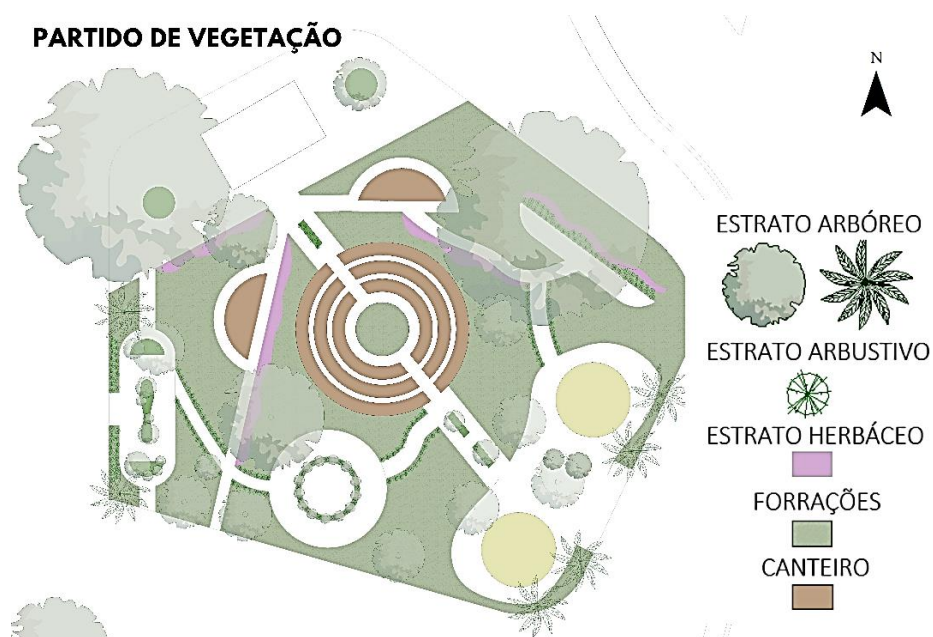 PARTIDO DE VEGETAÇÃO
N
ESTRATO ARBÓREO
ESTRATO ARBUSTIVO
ESTRATO HERBÁCEO
FORRAÇÕES
CANTEIRO